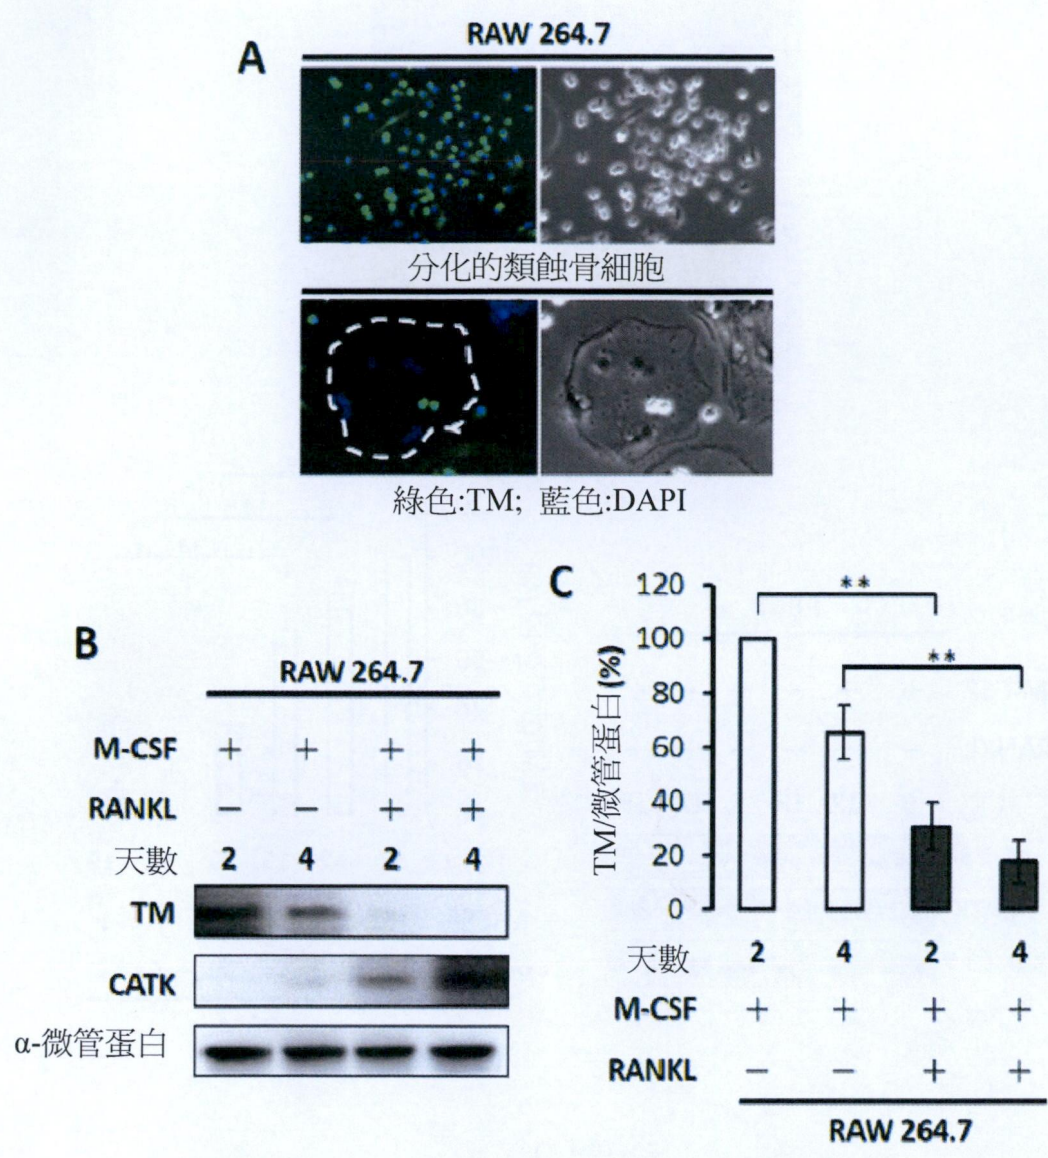 A
RAW 264.7
分化的類蝕骨細胞
綠色:TM; 藍色:DAPI
B
RAW 264.7
M-CSF + + + +
RANKL − − + +
天數 2 4 2 4
TM
CATK
α-微管蛋白
C
TM/微管蛋白(%)
120
100
80
60
40
20
0
**
**
天數 2 4 2 4
M-CSF + + + +
RANKL − − + +
RAW 264.7